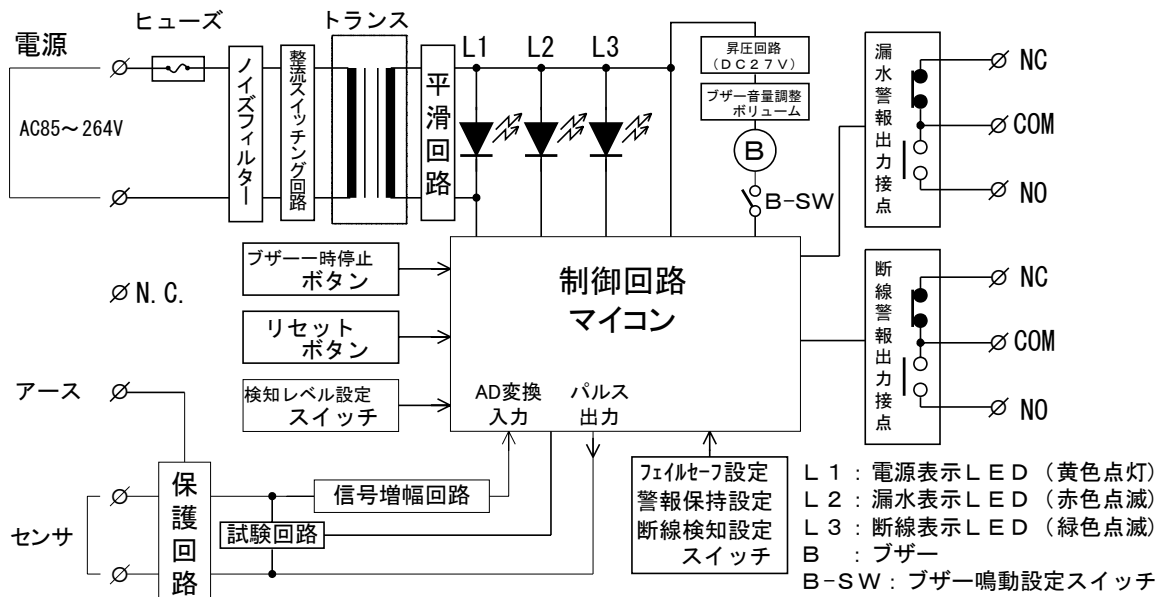 電源
AC85～264V
ヒューズ
ノイズフィルター
整流スイッチング回路
トランス
平滑回路
L1
L2
L3
昇圧回路
(DC27V)
ブザー音量調整
ボリューム
B
B-SW
漏水警報出力接点
NC
COM
NO
断線警報出力接点
NC
COM
NO
制御回路
マイコン
AD変換
入力
パルス
出力
ブザー一時停止
ボタン
リセット
ボタン
検知レベル設定
スイッチ
N.C.
アース
センサ
保護回路
信号増幅回路
試験回路
フェイルセーフ設定
警報保持設定
断線検知設定
スイッチ
L1：電源表示LED（黄色点灯）
L2：漏水表示LED（赤色点滅）
L3：断線表示LED（緑色点滅）
B ：ブザー
B-SW：ブザー鳴動設定スイッチ